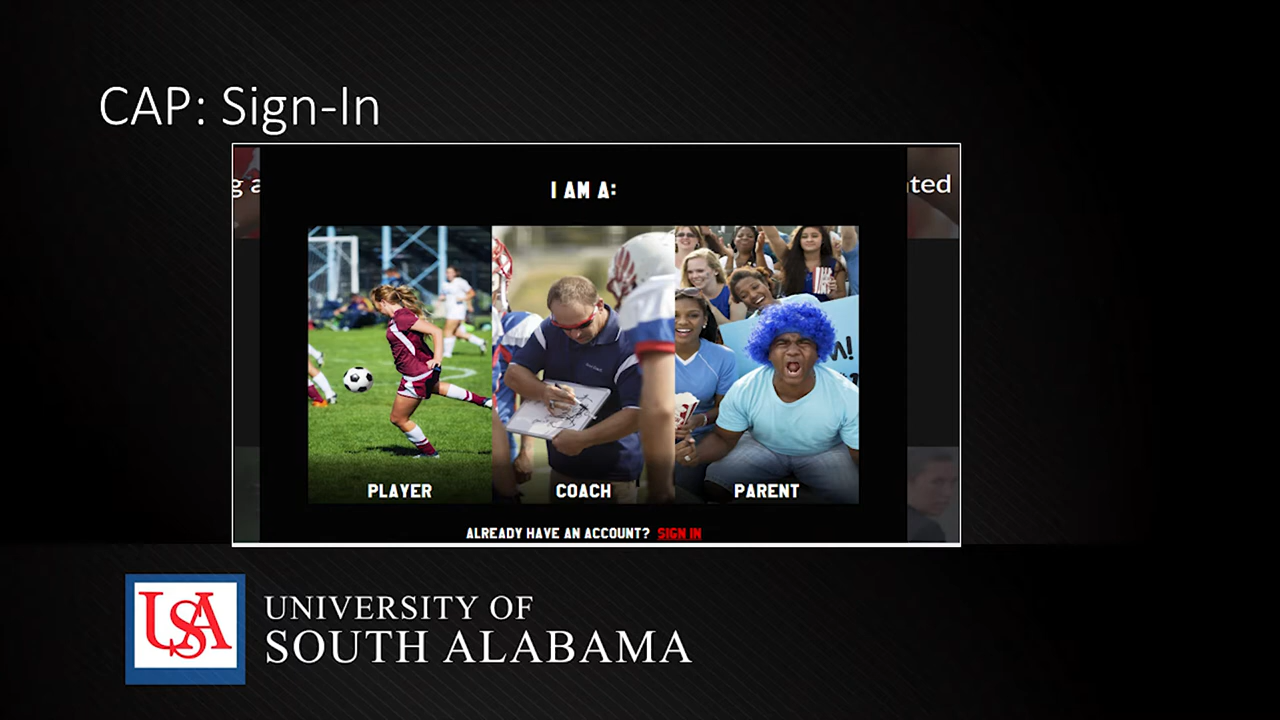 CAP: Sign-In
g a
ted
I AM A:
PLAYER
COACH
PARENT
ALREADY HAVE AN ACCOUNT? SIGN IN
USA
UNIVERSITY OF
SOUTH ALABAMA